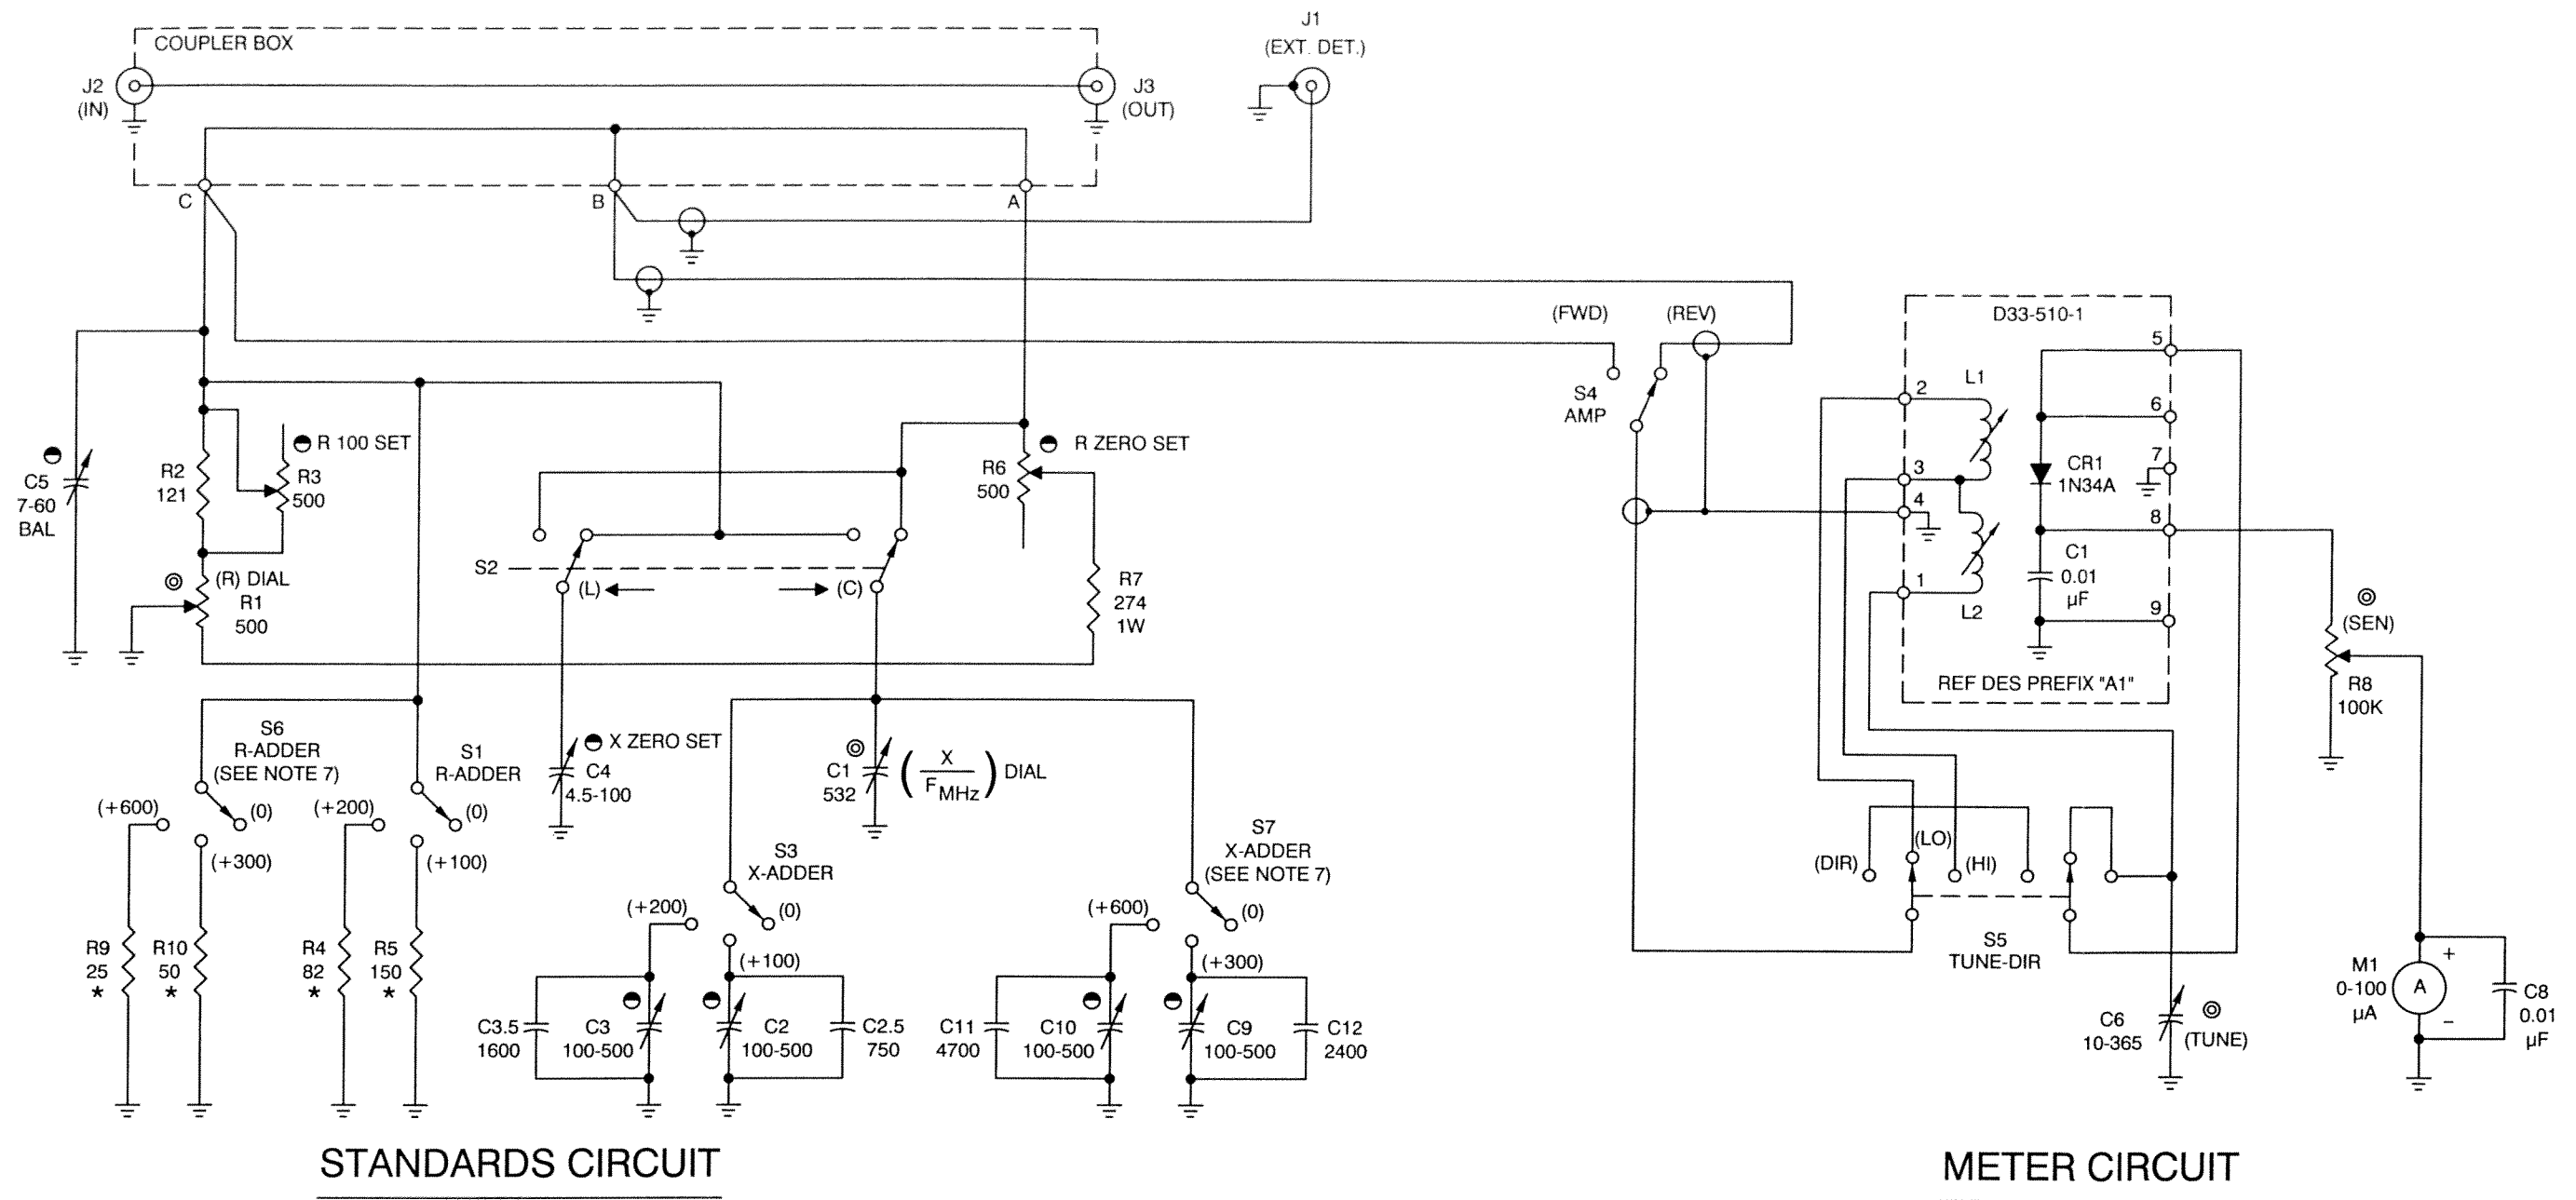 COUPLER BOX
J2
(IN)
J3
(OUT)
J1
(EXT. DET.)
C
B
A
C5
7-60
BAL
R2
121
R 100 SET
R3
500
(R) DIAL
R1
500
S2
(L)
(C)
R ZERO SET
R6
500
R7
274
1W
S6
R-ADDER
(SEE NOTE 7)
(+600)
(0)
(+300)
R9
25
*
R10
50
*
S1
R-ADDER
(+200)
(0)
(+100)
R4
82
*
R5
150
*
X ZERO SET
C4
4.5-100
C1
532
( X / F MHz ) DIAL
S3
X-ADDER
(+200)
(0)
(+100)
C3.5
1600
C3
100-500
C2
100-500
C2.5
750
S7
X-ADDER
(SEE NOTE 7)
(+600)
(0)
(+300)
C11
4700
C10
100-500
C9
100-500
C12
2400
STANDARDS CIRCUIT
(FWD)
(REV)
S4
AMP
D33-510-1
2
L1
3
4
1
L2
5
6
7
8
9
CR1
1N34A
C1
0.01
µF
REF DES PREFIX "A1"
(SEN)
R8
100K
(DIR)
(LO)
(HI)
S5
TUNE-DIR
C6
10-365
(TUNE)
M1
0-100
µA
A
+
−
C8
0.01
µF
METER CIRCUIT